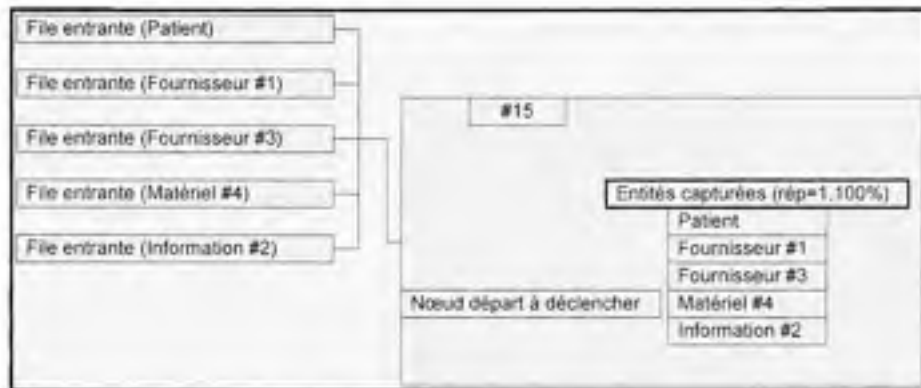 File entrante (Patient)
File entrante (Fournisseur #1)
File entrante (Fournisseur #3)
File entrante (Matériel #4)
File entrante (Information #2)
#15
Entités capturées (rép=1,100%)
Patient
Fournisseur #1
Fournisseur #3
Nœud départ à déclencher
Matériel #4
Information #2